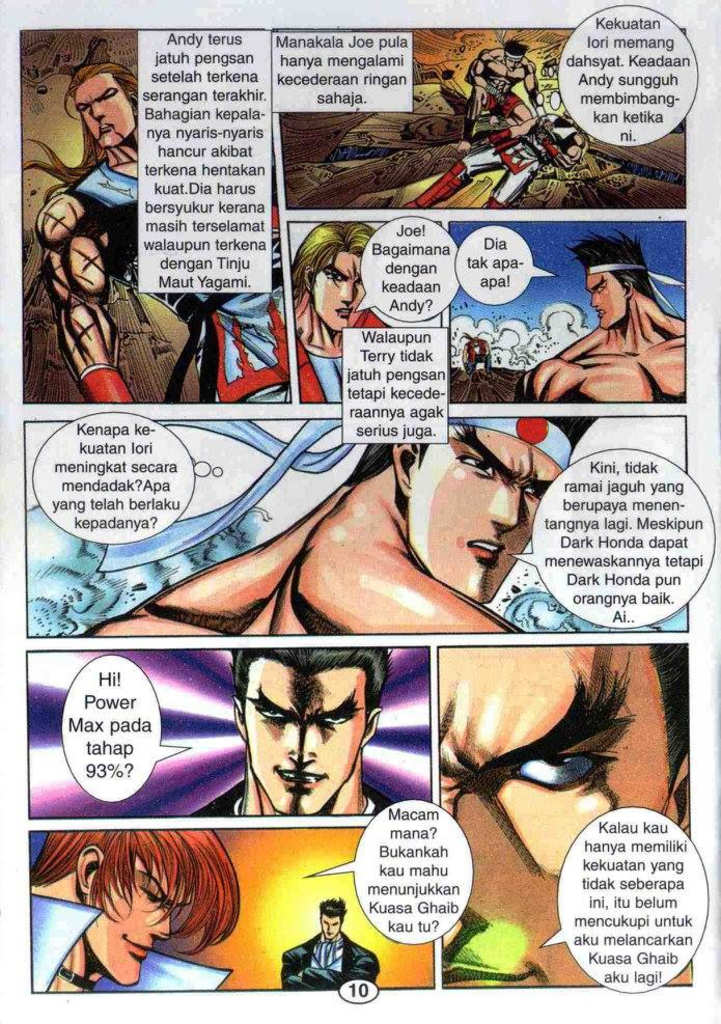 Andy terus
jatuh pengsan
setelah terkena
serangan terakhir.
Bahagian kepala-
nya nyaris-nyaris
hancur akibat
terkena hentakan
kuat.Dia harus
bersyukur kerana
masih terselamat
walaupun terkena
dengan Tinju
Maut Yagami.
Manakala Joe pula
hanya mengalami
kecederaan ringan
sahaja.
Kekuatan
Iori memang
dahsyat. Keadaan
Andy sungguh
membimbang-
kan ketika
ni.
Joe!
Bagaimana
dengan
keadaan
Andy?
Dia
tak apa-
apa!
Walaupun
Terry tidak
jatuh pengsan
tetapi kecede-
raannya agak
serius juga.
Kenapa ke-
kuatan Iori
meningkat secara
mendadak?Apa
yang telah berlaku
kepadanya?
Kini, tidak
ramai jaguh yang
berupaya menen-
tangnya lagi. Meskipun
Dark Honda dapat
menewaskannya tetapi
Dark Honda pun
orangnya baik.
Ai..
Hi!
Power
Max pada
tahap
93%?
Macam
mana?
Bukankah
kau mahu
menunjukkan
Kuasa Ghaib
kau tu?
Kalau kau
hanya memiliki
kekuatan yang
tidak seberapa
ini, itu belum
mencukupi untuk
aku melancarkan
Kuasa Ghaib
aku lagi!
10